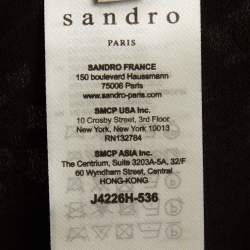 sandro
PARIS
SANDRO FRANCE
150 boulevard Haussmann
75008 Paris
www.sandro-paris.com
SMCP USA Inc.
10 Crosby Street, 3rd Floor
New York, New York 10013
RN132784
SMCP ASIA Inc.
The Centrium, Suite 3203A-5A, 32/F
60 Wyndham Street, Central
HONG-KONG
J4226H-536